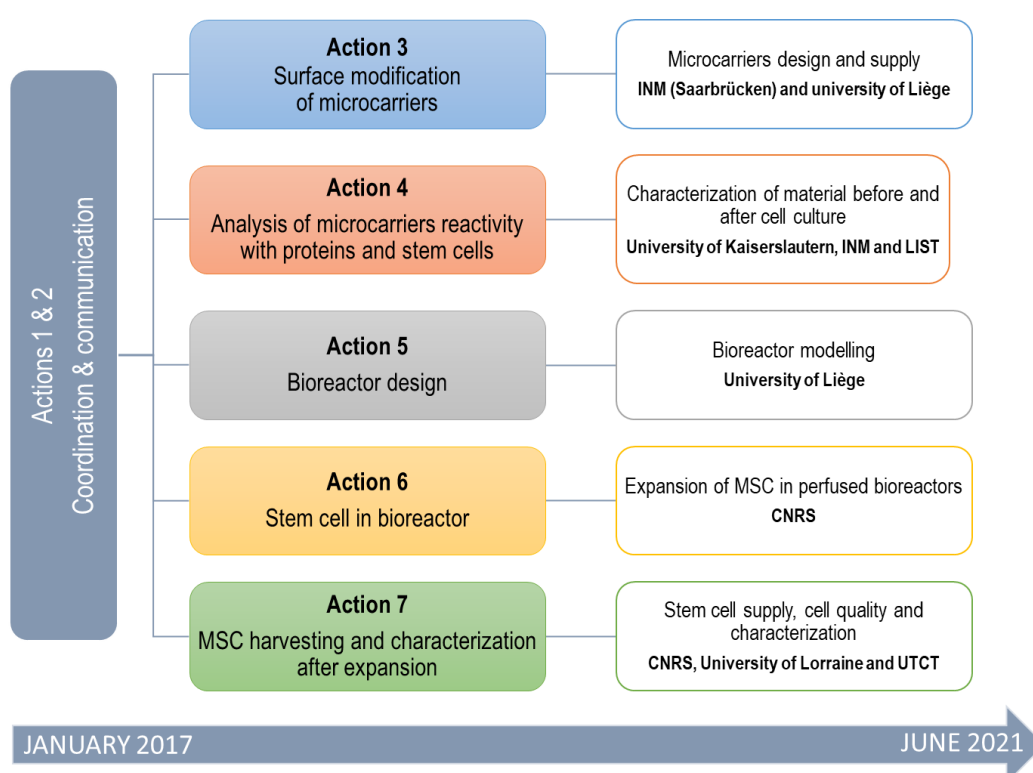 Actions 1 & 2
Coordination & communication
Action 3
Surface modification
of microcarriers
Microcarriers design and supply
INM (Saarbrücken) and university of Liège
Action 4
Analysis of microcarriers reactivity
with proteins and stem cells
Characterization of material before and
after cell culture
University of Kaiserslautern, INM and LIST
Action 5
Bioreactor design
Bioreactor modelling
University of Liège
Action 6
Stem cell in bioreactor
Expansion of MSC in perfused bioreactors
CNRS
Action 7
MSC harvesting and characterization
after expansion
Stem cell supply, cell quality and
characterization
CNRS, University of Lorraine and UTCT
JANUARY 2017
JUNE 2021